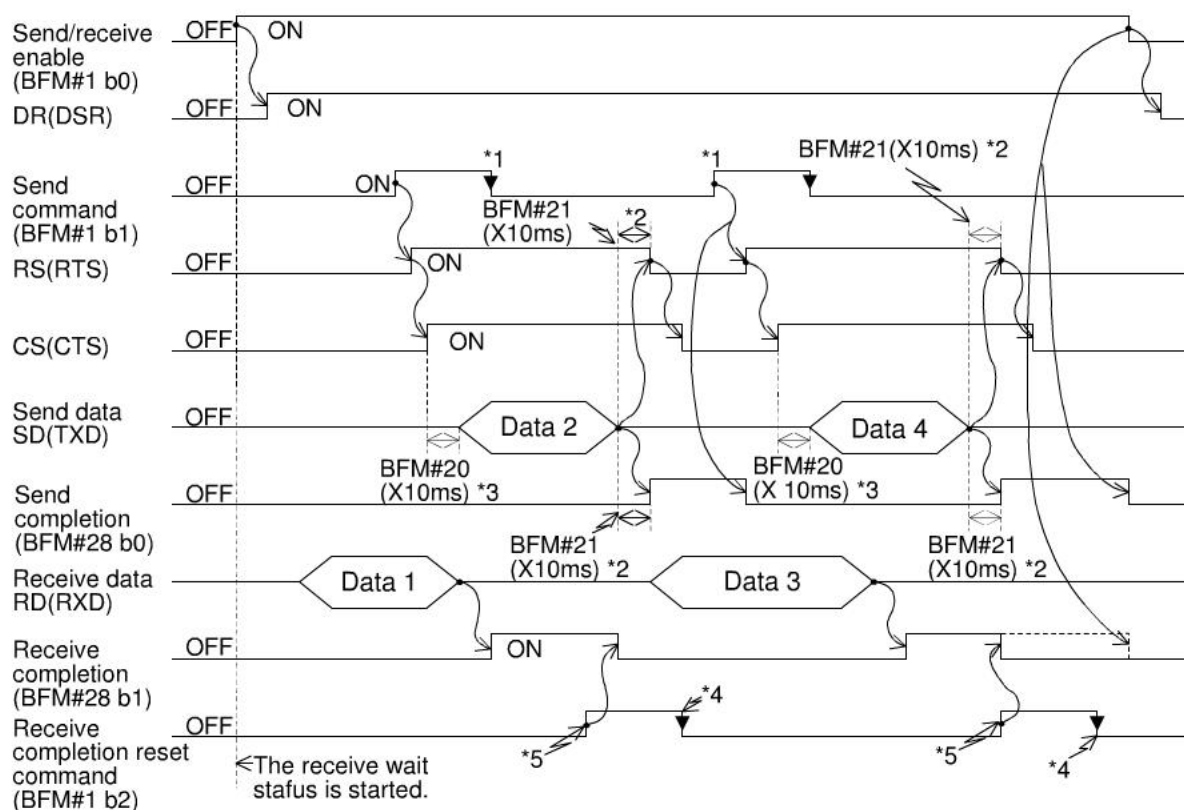 Send/receive
enable
(BFM#1 b0)
OFF
ON
DR(DSR)
OFF
ON
Send
command
(BFM#1 b1)
OFF
ON
*1
*1
BFM#21(X10ms) *2
BFM#21
(X10ms)
*2
RS(RTS)
OFF
ON
CS(CTS)
OFF
ON
Send data
SD(TXD)
OFF
Data 2
Data 4
BFM#20
(X10ms) *3
BFM#20
(X 10ms) *3
Send
completion
(BFM#28 b0)
OFF
BFM#21
(X10ms) *2
BFM#21
(X10ms) *2
Receive data
RD(RXD)
Data 1
Data 3
Receive
completion
(BFM#28 b1)
OFF
ON
Receive
completion reset
command
(BFM#1 b2)
OFF
*5
*4
*5
*4
The receive wait
stafus is started.